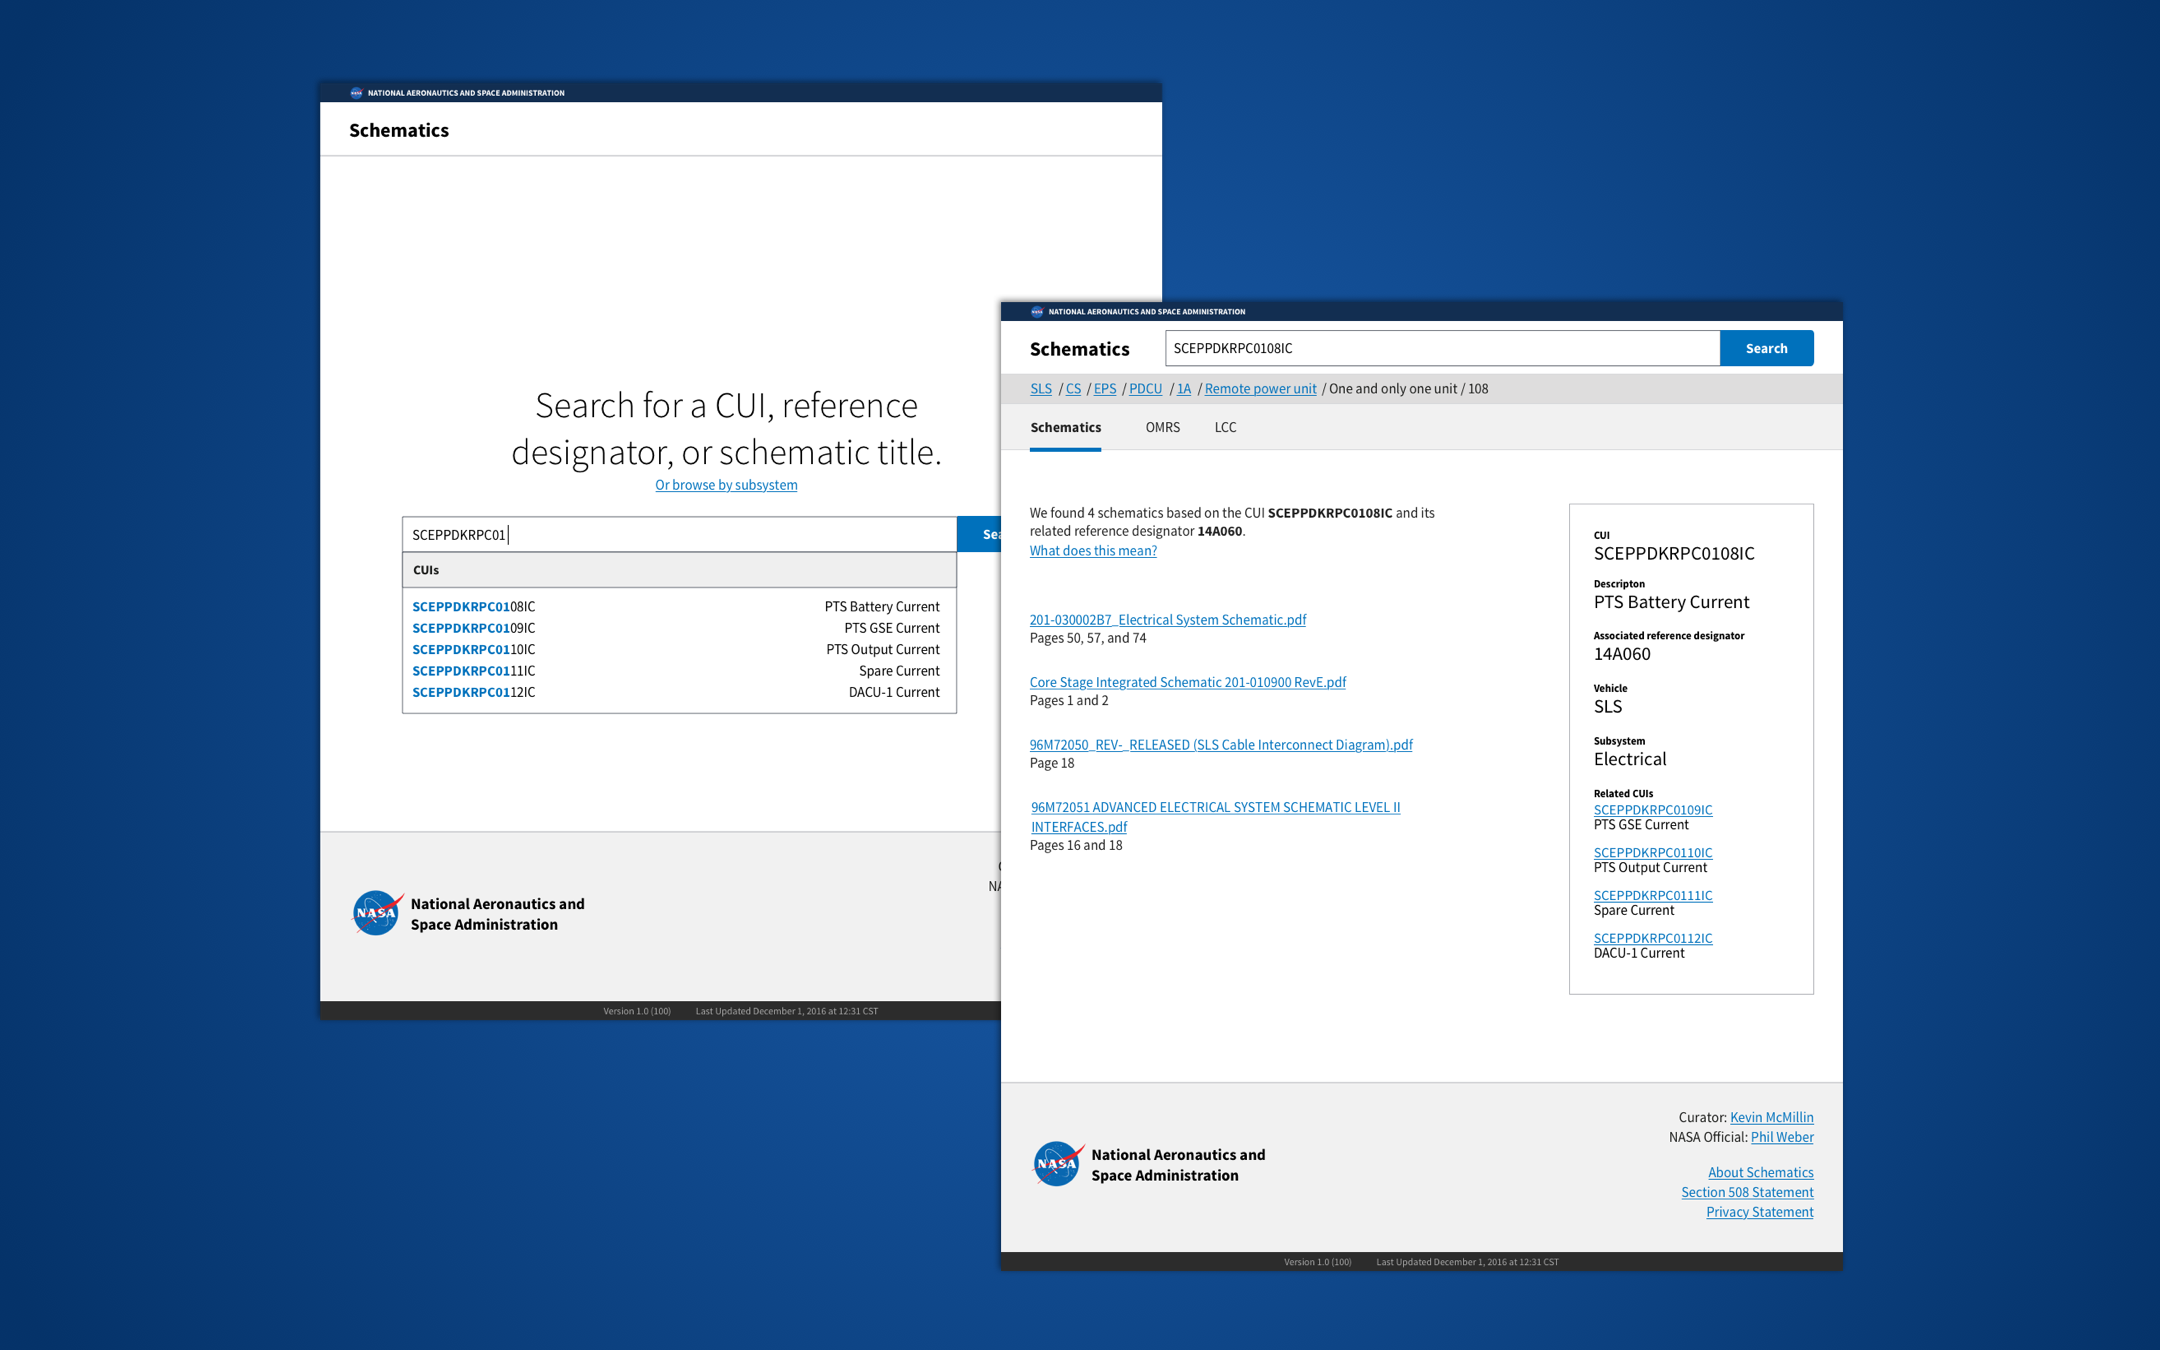 NATIONAL AERONAUTICS AND SPACE ADMINISTRATION
Schematics
Search for a CUI, reference
designator, or schematic title.
Or browse by subsystem
SCEPPDKRPC01
Sea
CUIs
SCEPPDKRPC0108IC PTS Battery Current
SCEPPDKRPC0109IC PTS GSE Current
SCEPPDKRPC0110IC PTS Output Current
SCEPPDKRPC0111IC Spare Current
SCEPPDKRPC0112IC DACU-1 Current
NA
NASA
National Aeronautics and
Space Administration
Version 1.0 (100) Last Updated December 1, 2016 at 12:31 CST
NATIONAL AERONAUTICS AND SPACE ADMINISTRATION
Schematics SCEPPDKRPC0108IC Search
SLS / CS / EPS / PDCU / 1A / Remote power unit / One and only one unit / 108
Schematics OMRS LCC
We found 4 schematics based on the CUI SCEPPDKRPC0108IC and its
related reference designator 14A060.
What does this mean?
201-030002B7_Electrical System Schematic.pdf
Pages 50, 57, and 74
Core Stage Integrated Schematic 201-010900 RevE.pdf
Pages 1 and 2
96M72050_REV-_RELEASED (SLS Cable Interconnect Diagram).pdf
Page 18
96M72051 ADVANCED ELECTRICAL SYSTEM SCHEMATIC LEVEL II
INTERFACES.pdf
Pages 16 and 18
CUI
SCEPPDKRPC0108IC
Descripton
PTS Battery Current
Associated reference designator
14A060
Vehicle
SLS
Subsystem
Electrical
Related CUIs
SCEPPDKRPC0109IC
PTS GSE Current
SCEPPDKRPC0110IC
PTS Output Current
SCEPPDKRPC0111IC
Spare Current
SCEPPDKRPC0112IC
DACU-1 Current
NASA
National Aeronautics and
Space Administration
Curator: Kevin McMillin
NASA Official: Phil Weber
About Schematics
Section 508 Statement
Privacy Statement
Version 1.0 (100) Last Updated December 1, 2016 at 12:31 CST